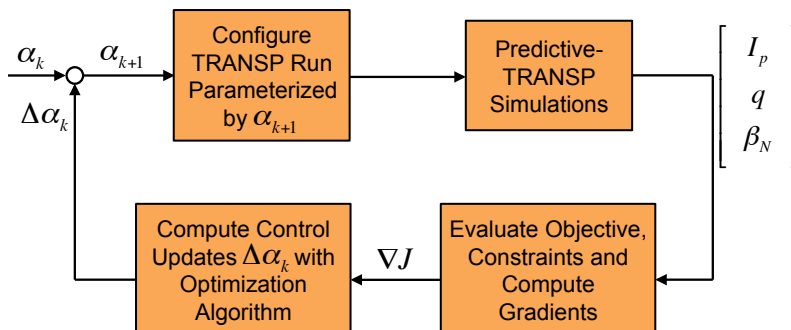 α_k
α_{k+1}
Δα_k
Configure
TRANSP Run
Parameterized
by α_{k+1}
Predictive-
TRANSP
Simulations
I_p
q
β_N
Compute Control
Updates Δα_k with
Optimization
Algorithm
∇J
Evaluate Objective,
Constraints and
Compute
Gradients